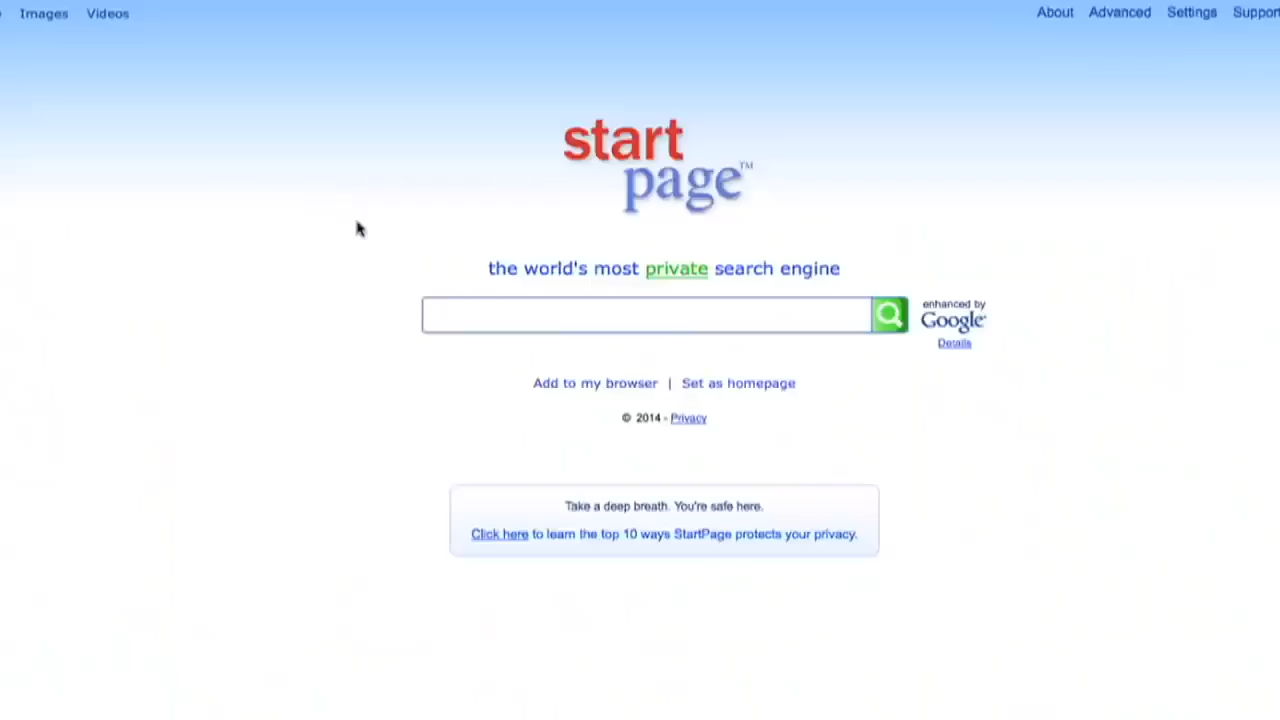 Images Videos About Advanced Settings Support
start
page™
the world's most private search engine
enhanced by
Google
Details
Add to my browser | Set as homepage
© 2014 - Privacy
Take a deep breath. You're safe here.
Click here to learn the top 10 ways StartPage protects your privacy.